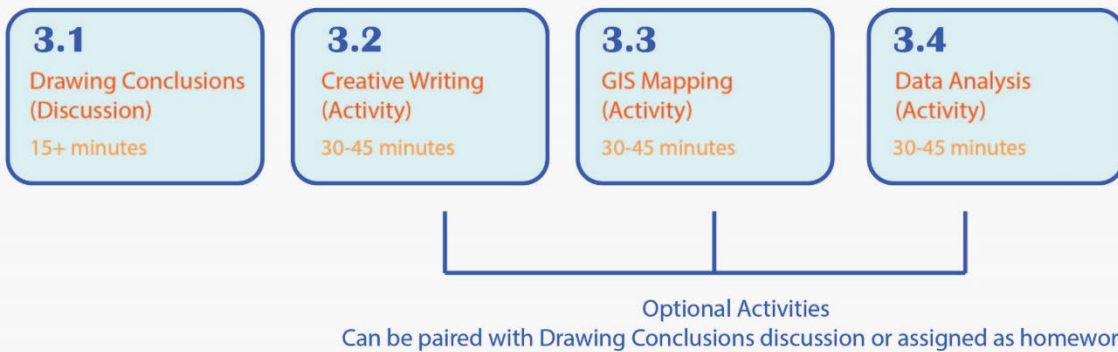 3.1
Drawing Conclusions
(Discussion)
15+ minutes
3.2
Creative Writing
(Activity)
30-45 minutes
3.3
GIS Mapping
(Activity)
30-45 minutes
3.4
Data Analysis
(Activity)
30-45 minutes
Optional Activities
Can be paired with Drawing Conclusions discussion or assigned as homewor